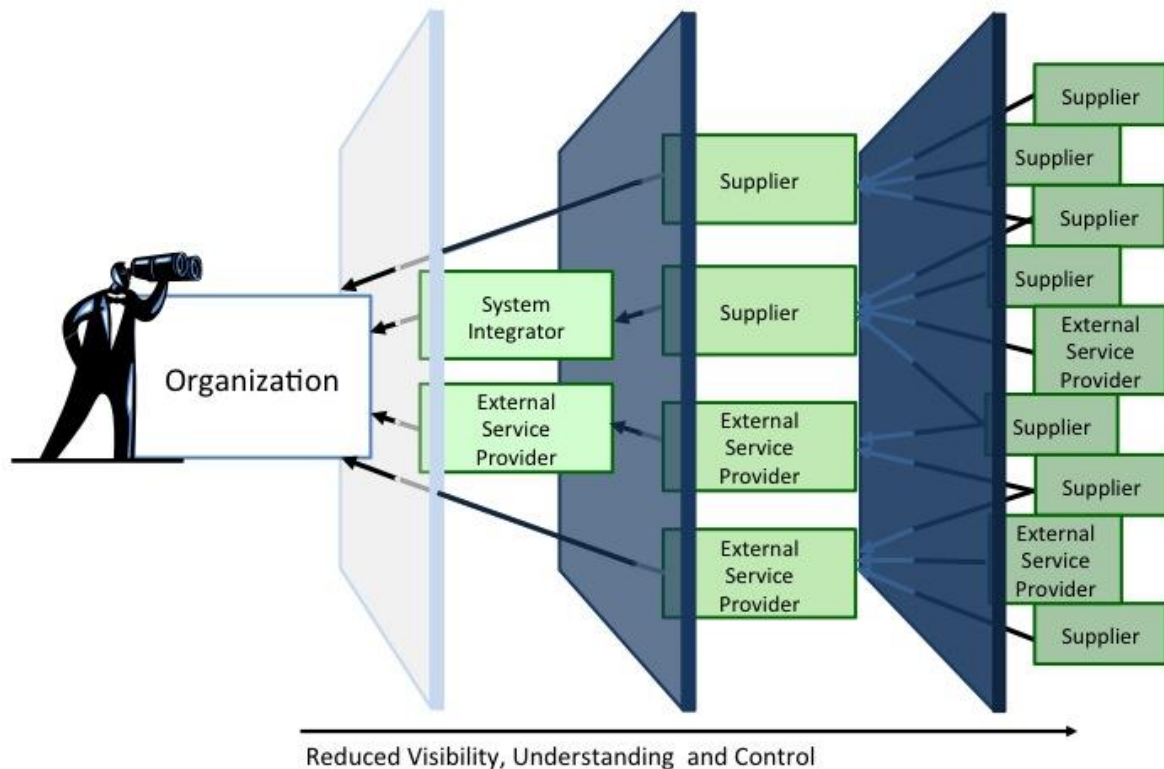 Organization
System
Integrator
External
Service
Provider
Supplier
Supplier
External
Service
Provider
External
Service
Provider
Supplier
Supplier
Supplier
Supplier
External
Service
Provider
Supplier
Supplier
External
Service
Provider
Supplier
Reduced Visibility, Understanding and Control